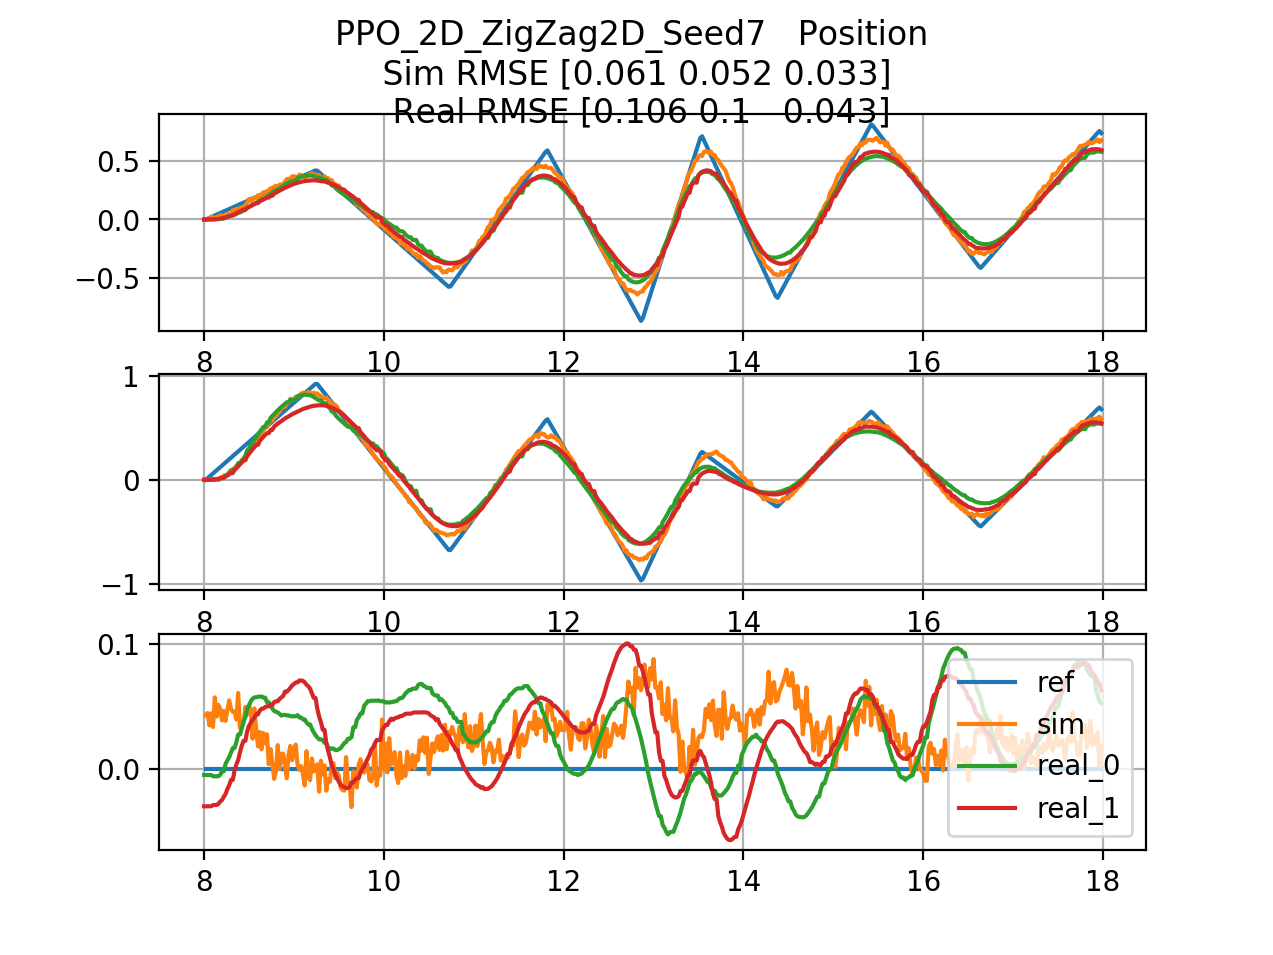 PPO_2D_ZigZag2D_Seed7   Position
Sim RMSE [0.061 0.052 0.033]
Real RMSE [0.106 0.1   0.043]
0.5
0.0
−0.5
8 10 12 14 16 18
1
0
−1
8 10 12 14 16 18
0.1
0.0
ref
sim
real_0
real_1
8 10 12 14 16 18